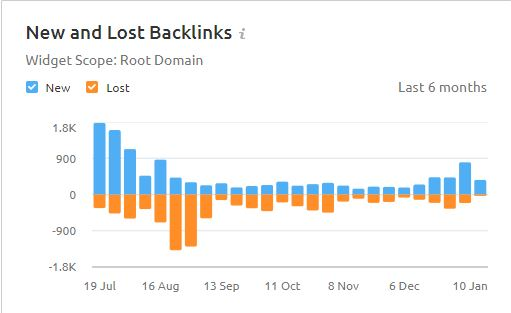 New and Lost Backlinks i
Widget Scope: Root Domain
New Lost Last 6 months
1.8K
900
0
-900
-1.8K
19 Jul 16 Aug 13 Sep 11 Oct 8 Nov 6 Dec 10 Jan